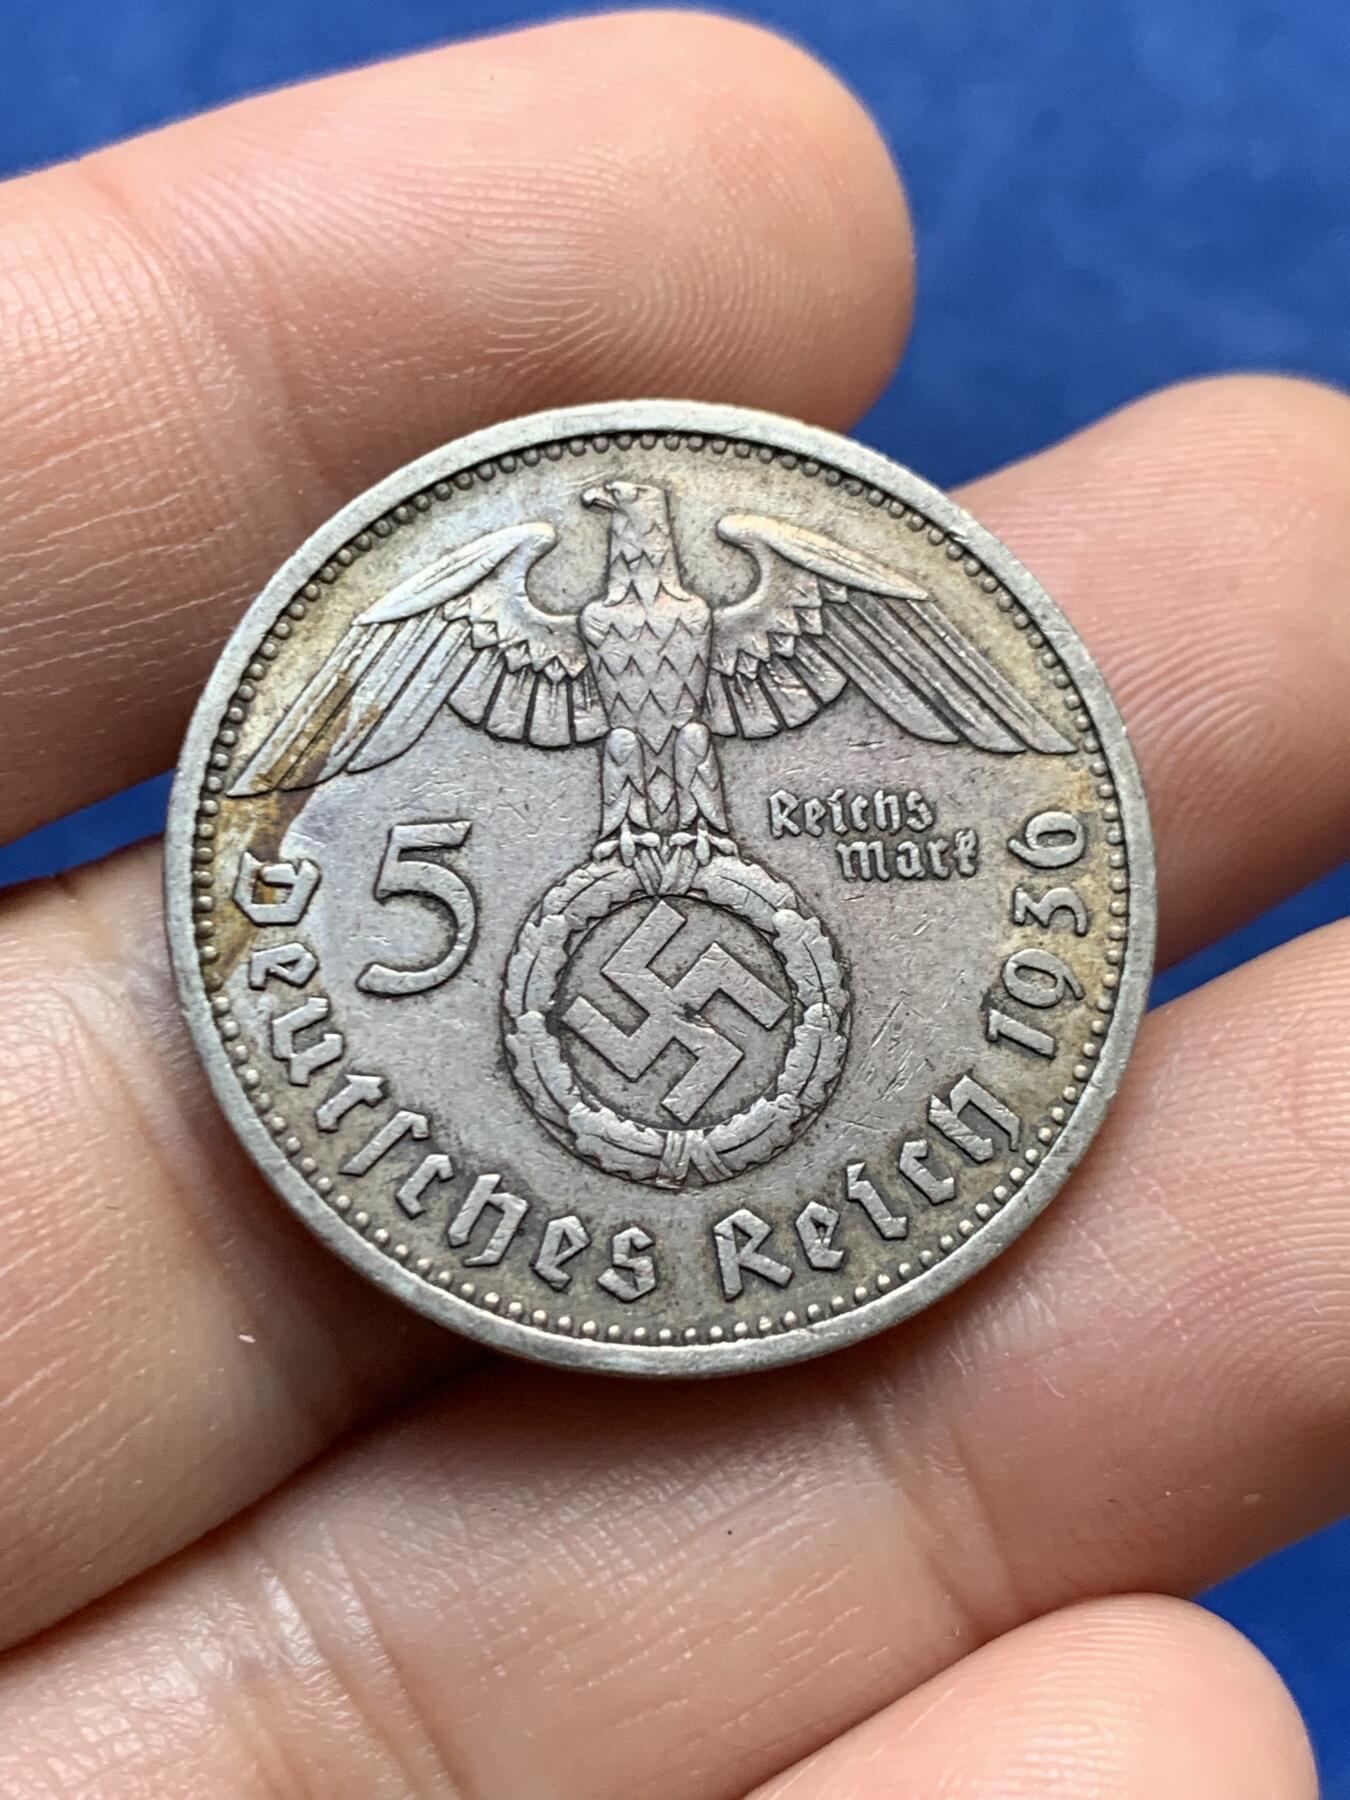 5
Reichs
mark
Deutsches Reich 1936